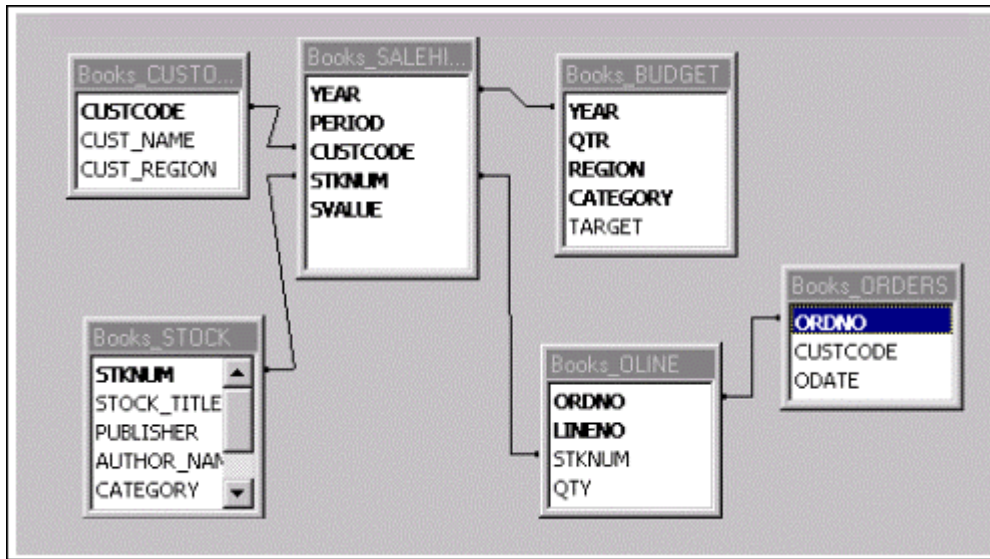 Books_CUSTO...
CUSTCODE
CUST_NAME
CUST_REGION
Books_SALEHI...
YEAR
PERIOD
CUSTCODE
STKNUM
SVALUE
Books_BUDGET
YEAR
QTR
REGION
CATEGORY
TARGET
Books_STOCK
STKNUM
STOCK_TITLE
PUBLISHER
AUTHOR_NAM
CATEGORY
Books_OLINE
ORDNO
LINENO
STKNUM
QTY
Books_ORDERS
ORDNO
CUSTCODE
ODATE